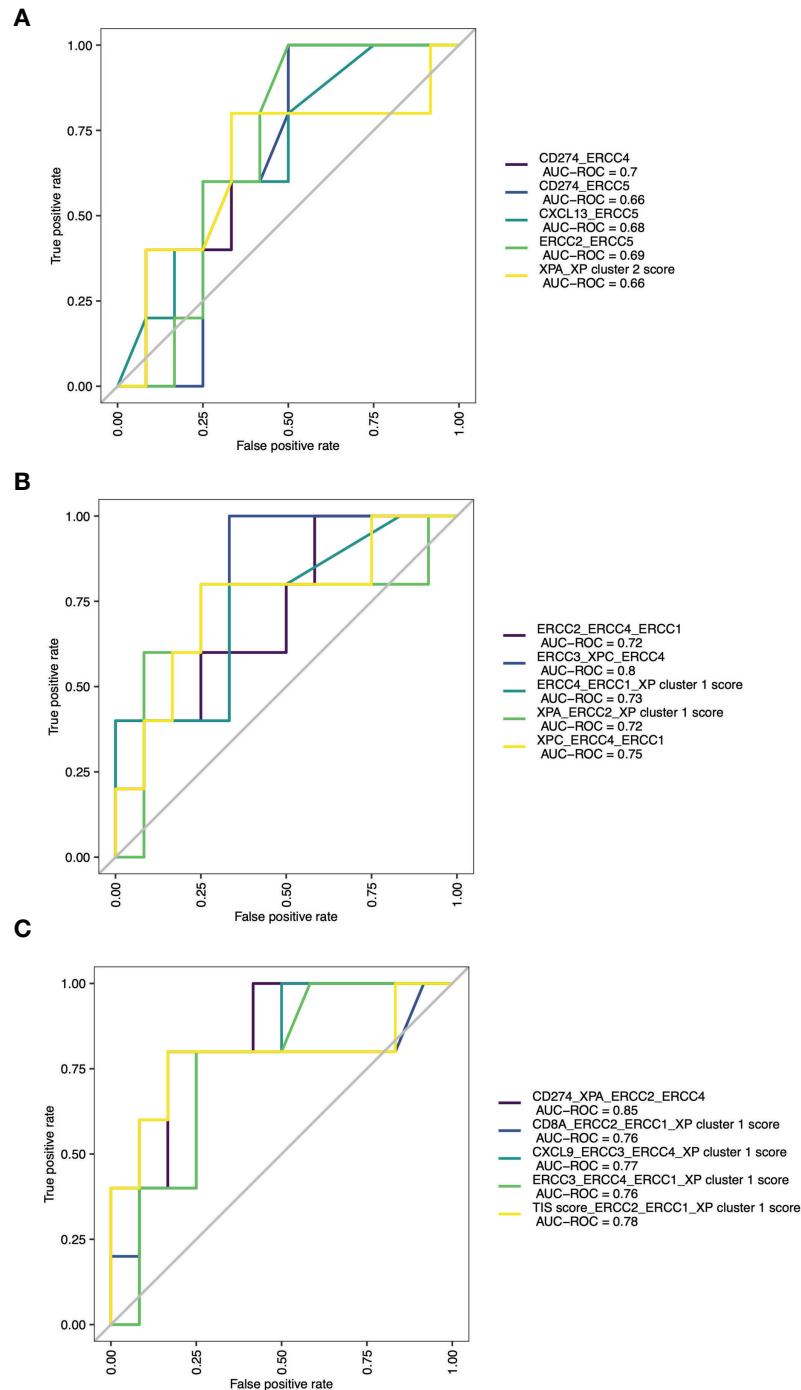 A
1.00
0.75
0.50
0.25
0.00
True positive rate
0.00
0.25
0.50
0.75
1.00
False positive rate
CD274_ERCC4
AUC−ROC = 0.7
CD274_ERCC5
AUC−ROC = 0.66
CXCL13_ERCC5
AUC−ROC = 0.68
ERCC2_ERCC5
AUC−ROC = 0.69
XPA_XP cluster 2 score
AUC−ROC = 0.66
B
1.00
0.75
0.50
0.25
0.00
True positive rate
0.00
0.25
0.50
0.75
1.00
False positive rate
ERCC2_ERCC4_ERCC1
AUC−ROC = 0.72
ERCC3_XPC_ERCC4
AUC−ROC = 0.8
ERCC4_ERCC1_XP cluster 1 score
AUC−ROC = 0.73
XPA_ERCC2_XP cluster 1 score
AUC−ROC = 0.72
XPC_ERCC4_ERCC1
AUC−ROC = 0.75
C
1.00
0.75
0.50
0.25
0.00
True positive rate
0.00
0.25
0.50
0.75
1.00
False positive rate
CD274_XPA_ERCC2_ERCC4
AUC−ROC = 0.85
CD8A_ERCC2_ERCC1_XP cluster 1 score
AUC−ROC = 0.76
CXCL9_ERCC3_ERCC4_XP cluster 1 score
AUC−ROC = 0.77
ERCC3_ERCC4_ERCC1_XP cluster 1 score
AUC−ROC = 0.76
TIS score_ERCC2_ERCC1_XP cluster 1 score
AUC−ROC = 0.78